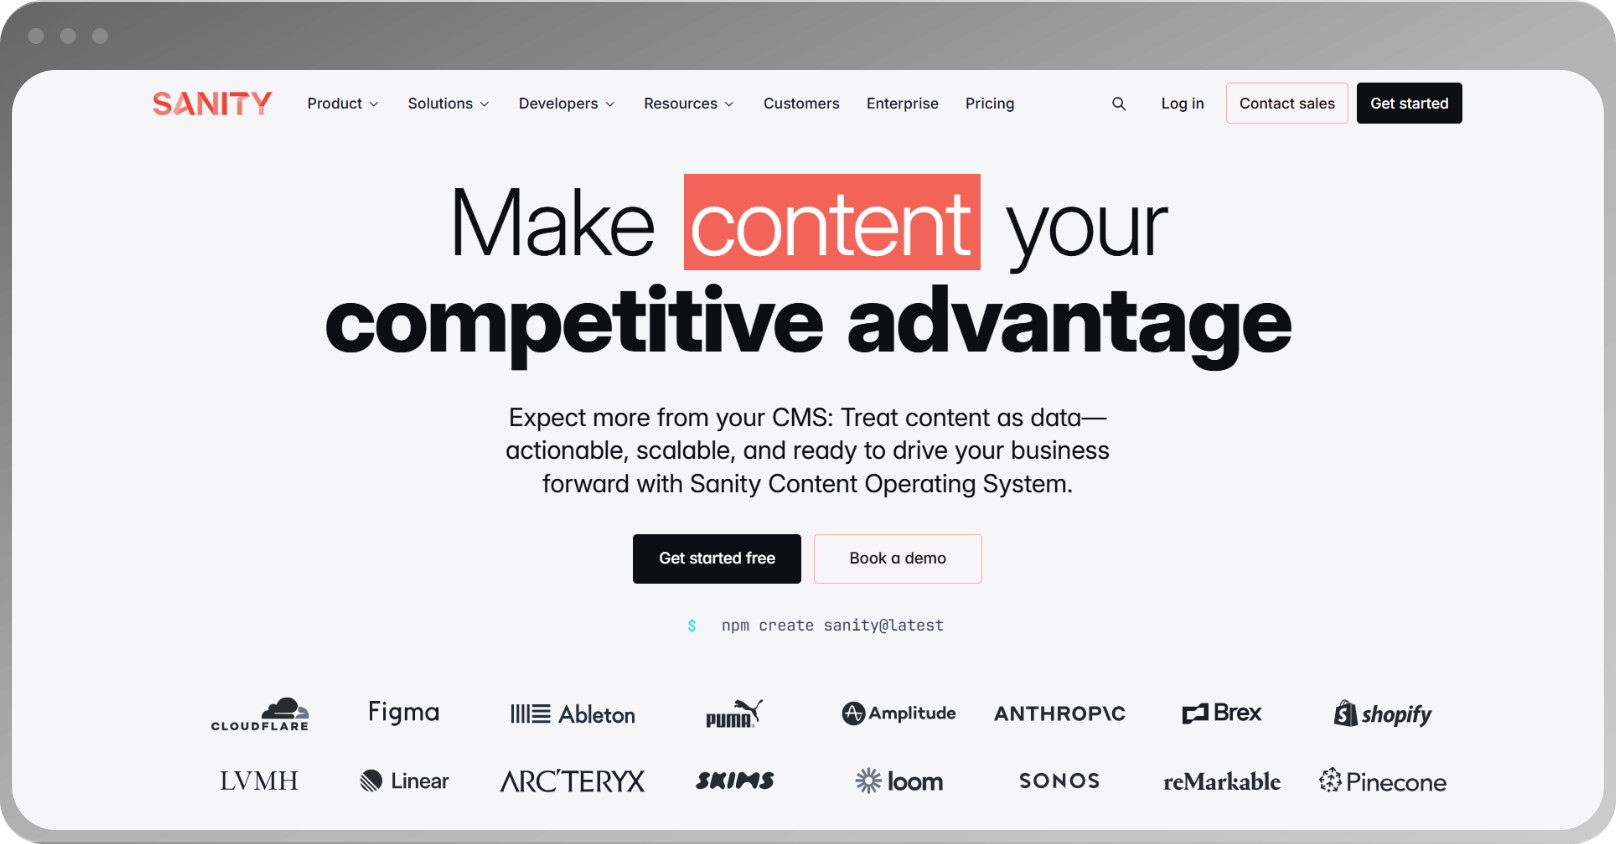 SANITY Product Solutions Developers Resources Customers Enterprise Pricing Log in Contact sales Get started
Make content your
competitive advantage
Expect more from your CMS: Treat content as data—
actionable, scalable, and ready to drive your business
forward with Sanity Content Operating System.
Get started free Book a demo
$ npm create sanity@latest
CLOUDFLARE Figma Ableton PUMA Amplitude ANTHROP\C Brex shopify
LVMH Linear ARC'TERYX SKIMS loom SONOS reMarkable Pinecone